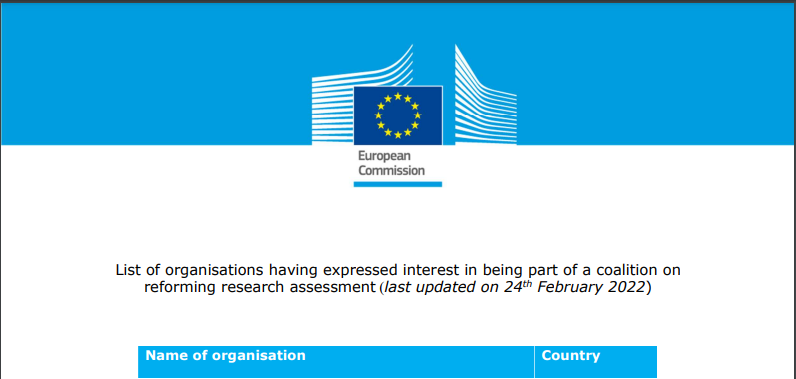 European
Commission
List of organisations having expressed interest in being part of a coalition on
reforming research assessment (last updated on 24th February 2022)
Name of organisation Country